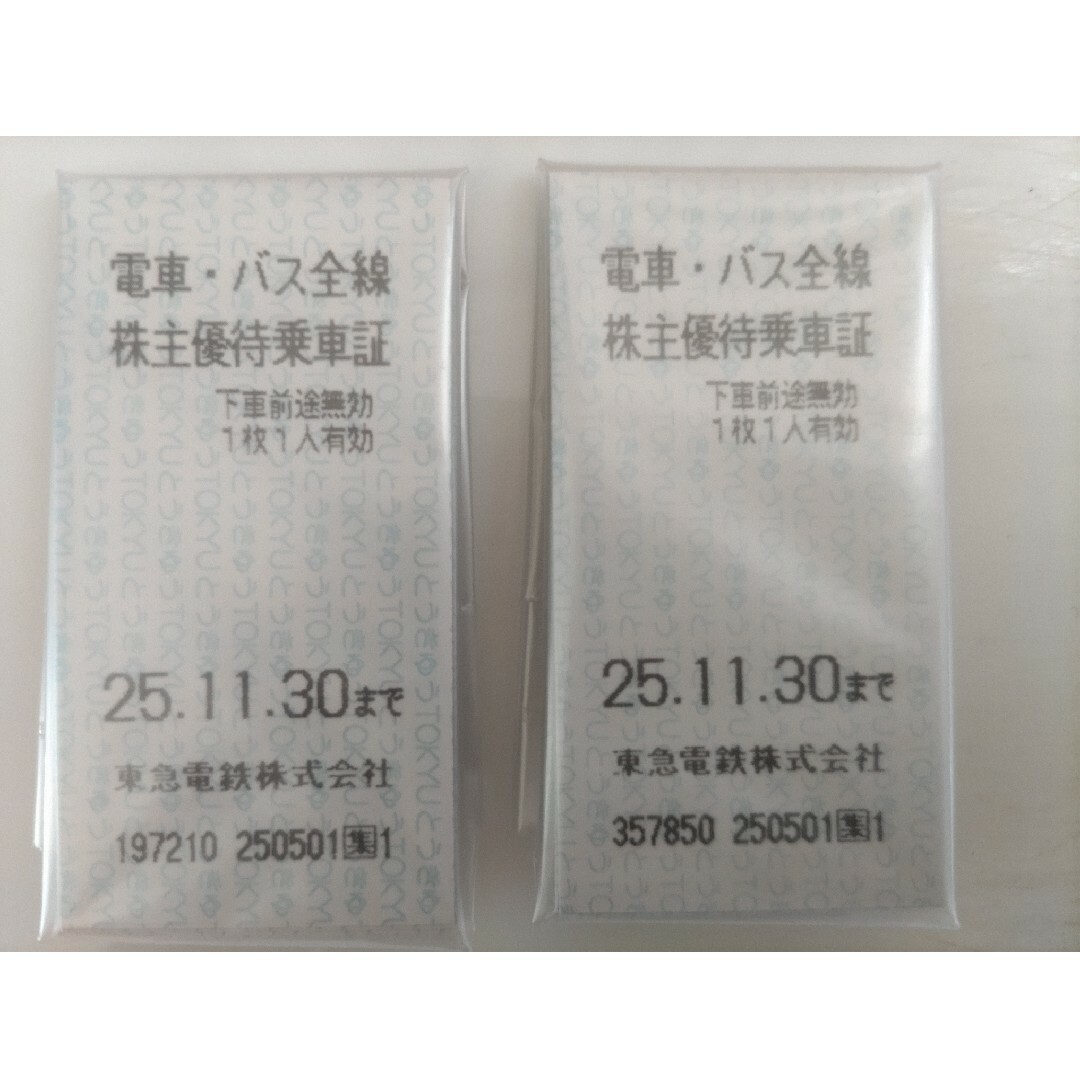 電車・バス全線
株主優待乗車証
下車前途無効
1枚1人有効
25.11.30まで
東急電鉄株式会社
197210 250501集1
電車・バス全線
株主優待乗車証
下車前途無効
1枚1人有効
25.11.30まで
東急電鉄株式会社
357850 250501集1